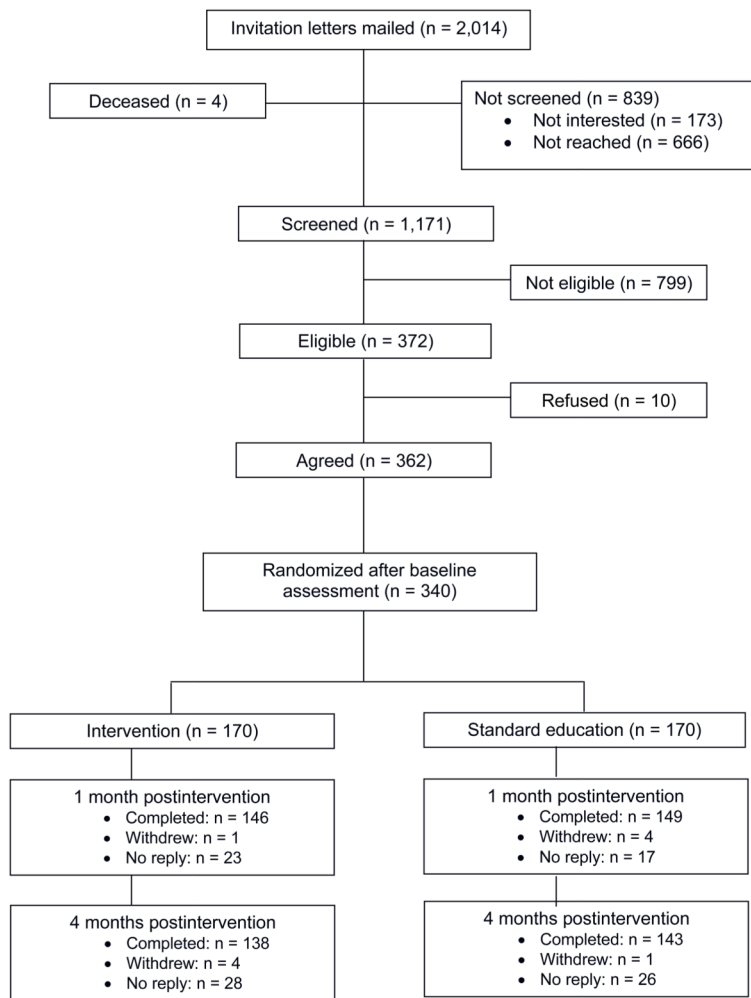 Invitation letters mailed (n = 2,014)
Deceased (n = 4)
Not screened (n = 839)
• Not interested (n = 173)
• Not reached (n = 666)
Screened (n = 1,171)
Not eligible (n = 799)
Eligible (n = 372)
Refused (n = 10)
Agreed (n = 362)
Randomized after baseline
assessment (n = 340)
Intervention (n = 170)
1 month postintervention
• Completed: n = 146
• Withdrew: n = 1
• No reply: n = 23
4 months postintervention
• Completed: n = 138
• Withdrew: n = 4
• No reply: n = 28
Standard education (n = 170)
1 month postintervention
• Completed: n = 149
• Withdrew: n = 4
• No reply: n = 17
4 months postintervention
• Completed: n = 143
• Withdrew: n = 1
• No reply: n = 26